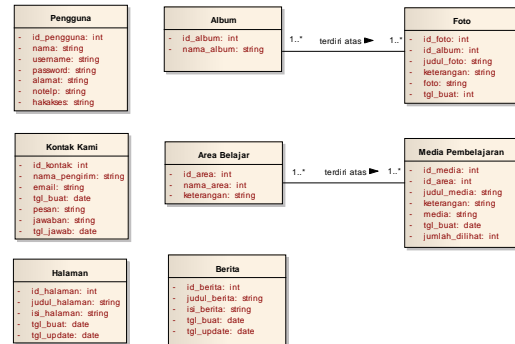 Pengguna
- id_pengguna: int
- nama: string
- username: string
- password: string
- alamat: string
- notelp: string
- hakakses: string
Album
- id_album: int
- nama_album: string
1..* terdiri atas 1..*
Foto
- id_foto: int
- id_album: int
- judul_foto: string
- keterangan: string
- foto: string
- tgl_buat: int
Kontak Kami
- id_kontak: int
- nama_pengirim: string
- email: string
- tgl_buat: date
- pesan: string
- jawaban: string
- tgl_jawab: date
Area Belajar
- id_area: int
- nama_area: int
- keterangan: string
1..* terdiri atas 1..*
Media Pembelajaran
- id_media: int
- id_area: int
- judul_media: string
- keterangan: string
- media: string
- tgl_buat: date
- jumlah_dilihat: int
Halaman
- id_halaman: int
- judul_halaman: string
- isi_halaman: string
- tgl_buat: date
- tgl_update: date
Berita
- id_berita: int
- judul_berita: string
- isi_berita: string
- tgl_buat: date
- tgl_update: date